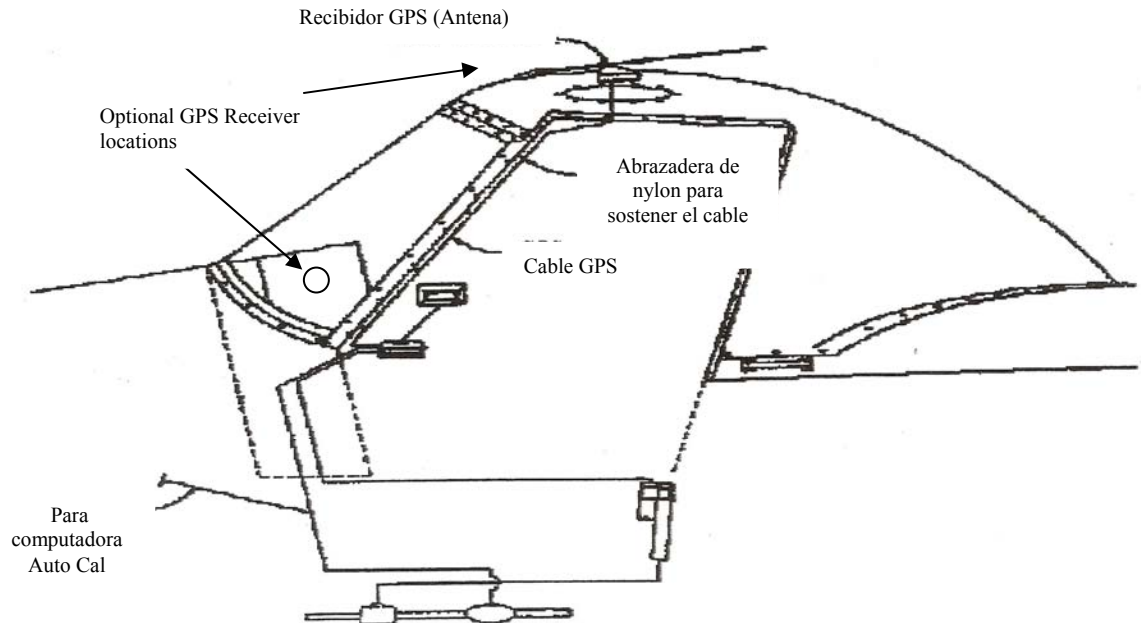 Recibidor GPS (Antena)
Optional GPS Receiver
locations
Abrazadera de
nylon para
sostener el cable
Cable GPS
Para
computadora
Auto Cal